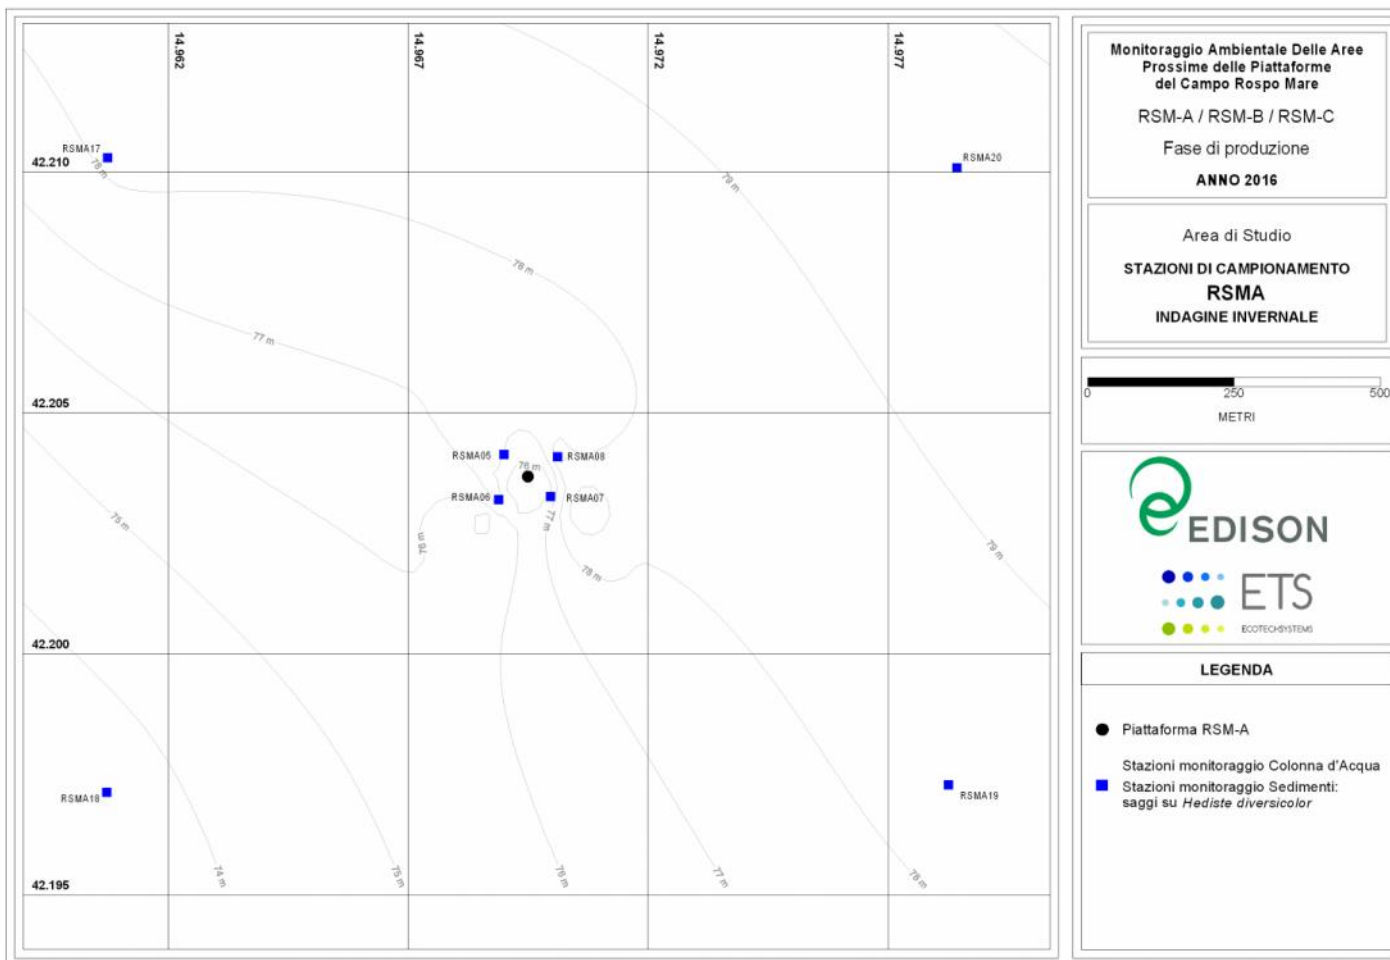 14.962
14.967
14.972
14.977
RSMA17
78 m
42.210
RSMA20
79 m
78 m
77 m
42.205
RSMA05
RSMA08
76 m
RSMA06
RSMA07
77 m
75 m
76 m
78 m
79 m
42.200
RSMA18
RSMA19
74 m
75 m
76 m
77 m
78 m
42.195
Monitoraggio Ambientale Delle Aree
Prossime delle Piattaforme
del Campo Rospo Mare
RSM-A / RSM-B / RSM-C
Fase di produzione
ANNO 2016
Area di Studio
STAZIONI DI CAMPIONAMENTO
RSMA
INDAGINE INVERNALE
0 250 500
METRI
EDISON
ETS
ECOTECHSYSTEMS
LEGENDA
Piattaforma RSM-A
Stazioni monitoraggio Colonna d'Acqua
Stazioni monitoraggio Sedimenti:
saggi su Hediste diversicolor